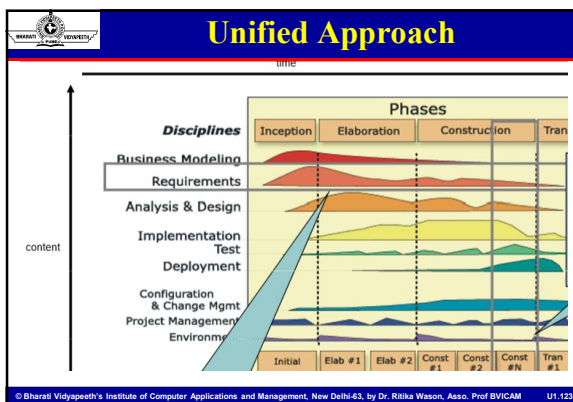 BHARATI
VIDYAPEETH
PUNE
Unified Approach
time
content
Phases
Disciplines
Inception
Elaboration
Construction
Tran
Business Modeling
Requirements
Analysis & Design
Implementation
Test
Deployment
Configuration
& Change Mgmt
Project Management
Environme
Initial
Elab #1
Elab #2
Const
#1
Const
#2
Const
#N
Tran
#1
© Bharati Vidyapeeth's Institute of Computer Applications and Management, New Delhi-63, by Dr. Ritika Wason, Asso. Prof BVICAM
U1.123